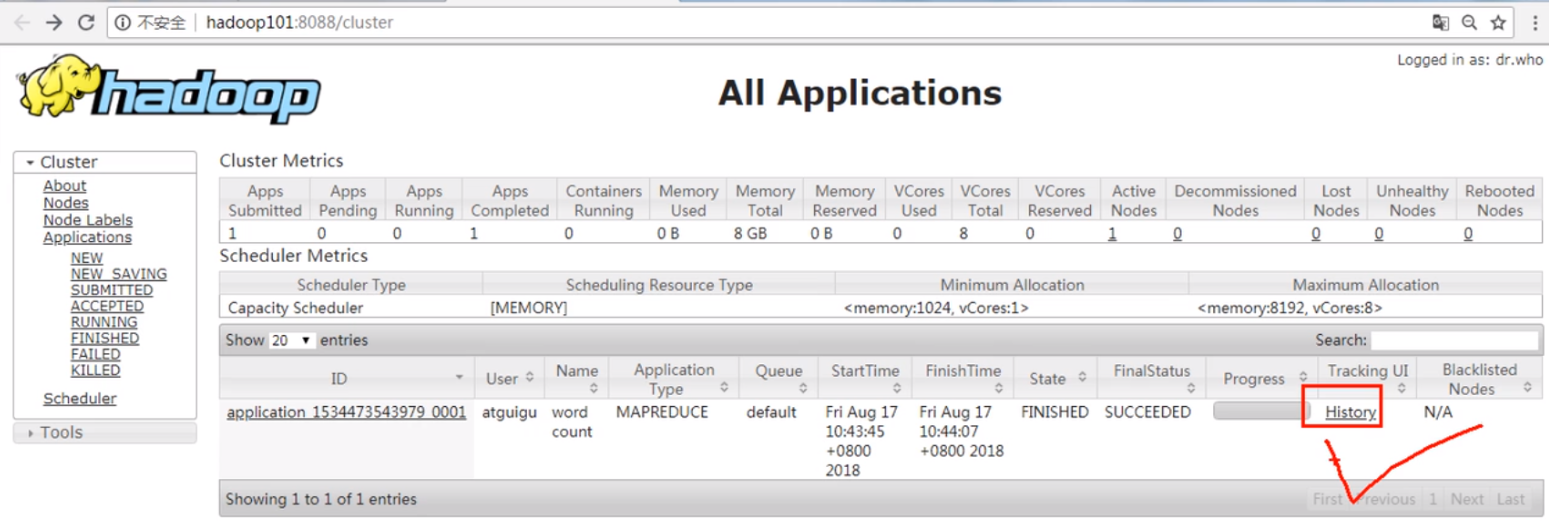 不安全 hadoop101:8088/cluster
Logged in as: dr.who
hadoop
All Applications
Cluster
About
Nodes
Node Labels
Applications
NEW
NEW_SAVING
SUBMITTED
ACCEPTED
RUNNING
FINISHED
FAILED
KILLED
Scheduler
Tools
Cluster Metrics
Apps Submitted Apps Pending Apps Running Apps Completed Containers Running Memory Used Memory Total Memory Reserved VCores Used VCores Total VCores Reserved Active Nodes Decommissioned Nodes Lost Nodes Unhealthy Nodes Rebooted Nodes
1 0 0 1 0 0 B 8 GB 0 B 0 8 0 1 0 0 0 0
Scheduler Metrics
Scheduler Type Scheduling Resource Type Minimum Allocation Maximum Allocation
Capacity Scheduler [MEMORY] <memory:1024, vCores:1> <memory:8192, vCores:8>
Show 20 entries Search:
ID User Name Application Type Queue StartTime FinishTime State FinalStatus Progress Tracking UI Blacklisted Nodes
application_1534473543979_0001 atguigu word count MAPREDUCE default Fri Aug 17 10:43:45 +0800 2018 Fri Aug 17 10:44:07 +0800 2018 FINISHED SUCCEEDED History N/A
Showing 1 to 1 of 1 entries First Previous 1 Next Last